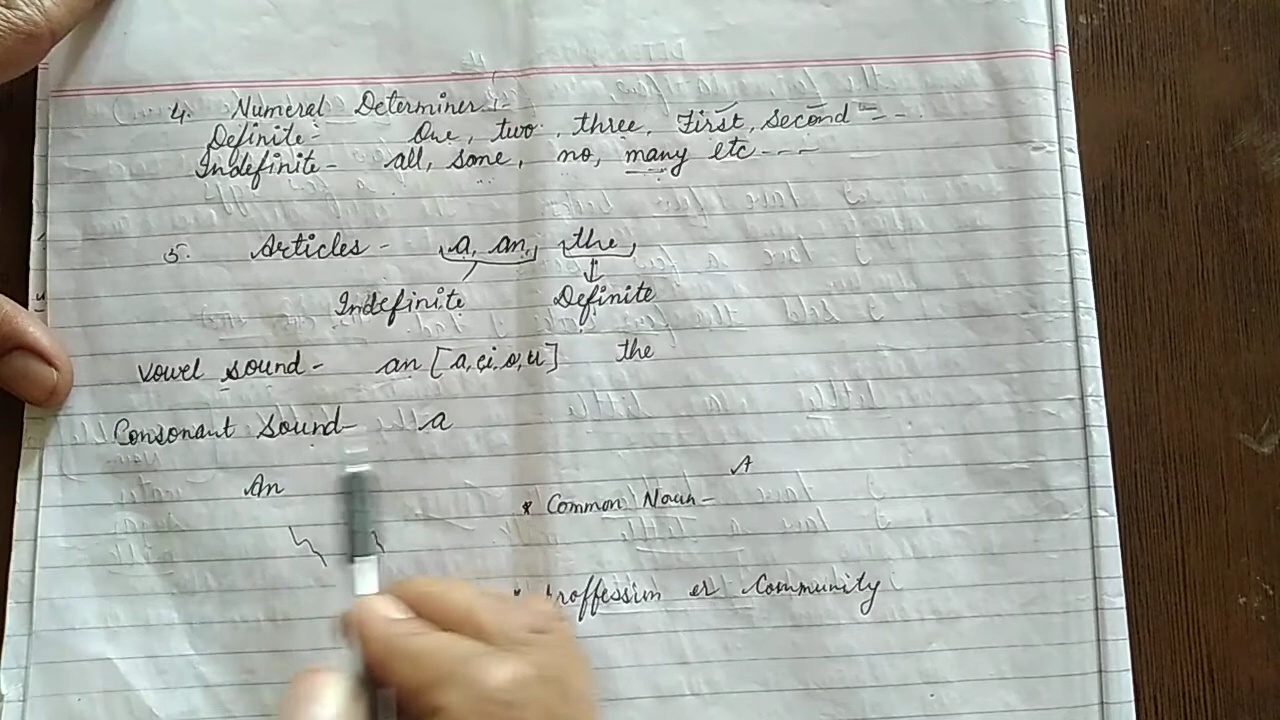 4. Numeral Determiner :-
Definite : One, two, three, First, Second = - .
Indefinite - all, some, no, many etc ---
5. Articles - a, an, the,
Indefinite Definite
Vowel sound - an [a, e, i, o, u] the
Consonant Sound - a
An A
* Common Noun -
* Proffession or Community